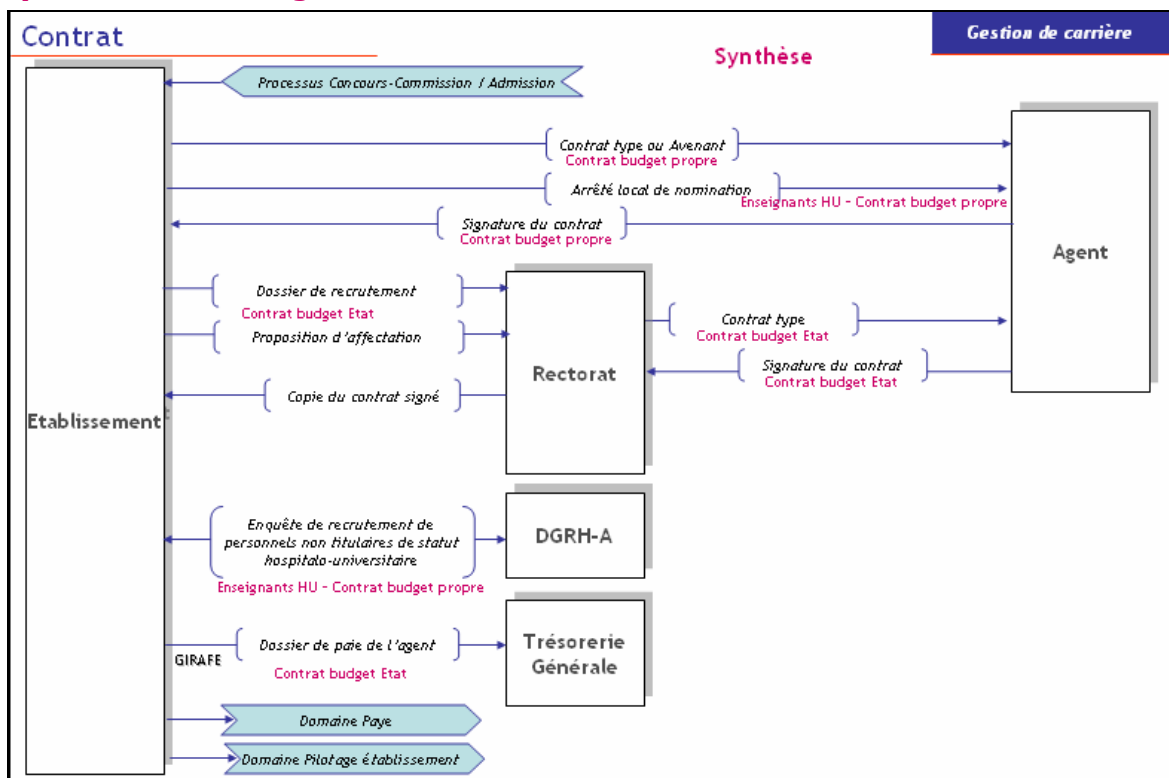 Contrat
Gestion de carrière
Synthèse
Processus Concours-Commission / Admission
Contrat type ou Avenant
Contrat budget propre
Arrêté local de nomination
Enseignants HU - Contrat budget propre
Signature du contrat
Contrat budget propre
Agent
Dossier de recrutement
Contrat budget Etat
Proposition d'affectation
Contrat type
Contrat budget Etat
Signature du contrat
Contrat budget Etat
Rectorat
Copie du contrat signé
Etablissement
Enquête de recrutement de
personnels non titulaires de statut
hospitalo-universitaire
Enseignants HU - Contrat budget propre
DGRH-A
Dossier de paie de l'agent
GIRAFE
Contrat budget Etat
Trésorerie
Générale
Domaine Paye
Domaine Pilotage établissement